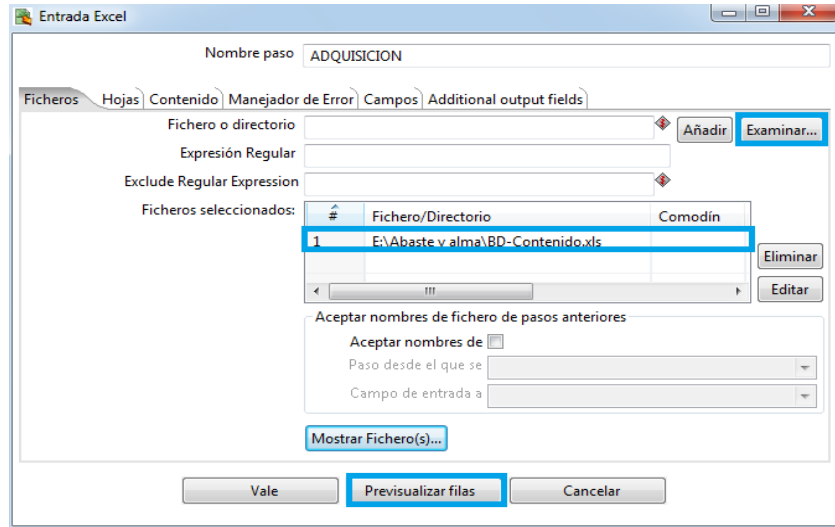 Entrada Excel
Nombre paso ADQUISICION
Ficheros Hojas Contenido Manejador de Error Campos Additional output fields
Fichero o directorio Añadir Examinar...
Expresión Regular
Exclude Regular Expression
Ficheros seleccionados: # Fichero/Directorio Comodín
1 E:\Abaste y alma\BD-Contenido.xls
Eliminar
Editar
Aceptar nombres de fichero de pasos anteriores
Aceptar nombres de
Paso desde el que se
Campo de entrada a
Mostrar Fichero(s)...
Vale Previsualizar filas Cancelar